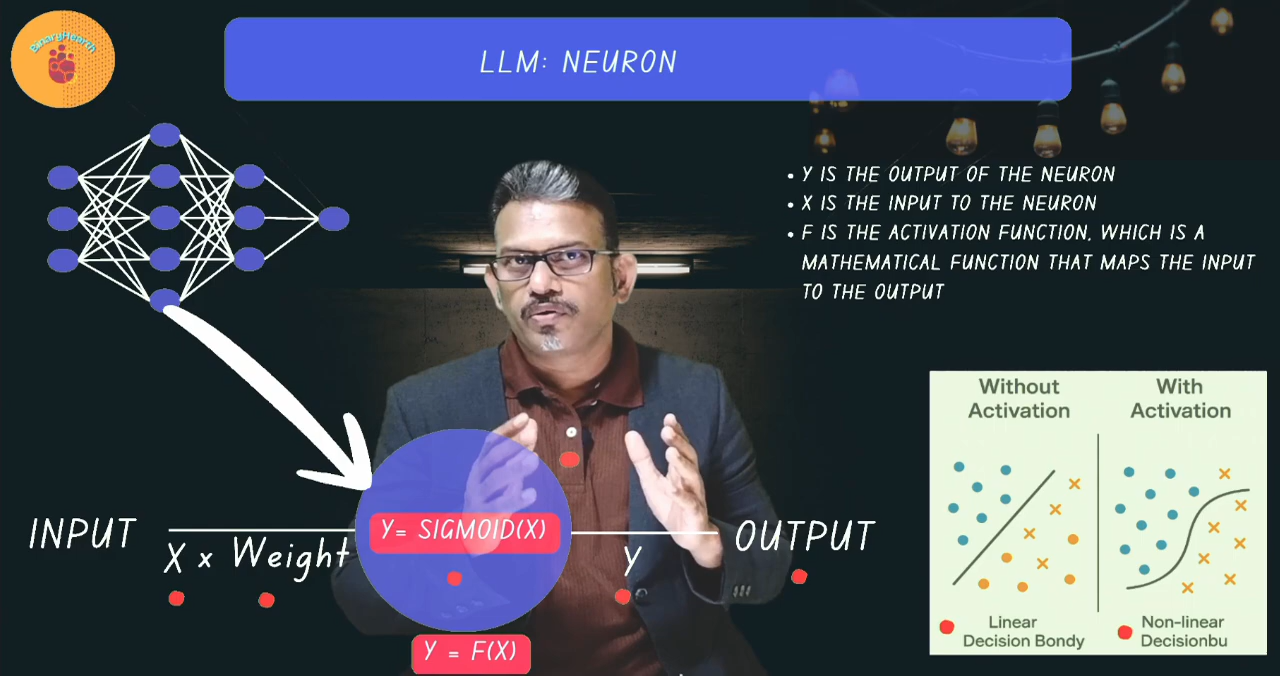 BinaryHearth
LLM: NEURON
• Y IS THE OUTPUT OF THE NEURON
• X IS THE INPUT TO THE NEURON
• F IS THE ACTIVATION FUNCTION, WHICH IS A
MATHEMATICAL FUNCTION THAT MAPS THE INPUT
TO THE OUTPUT
INPUT
X x Weight
Y= SIGMOID(X)
Y
OUTPUT
Y = F(X)
Without
Activation
With
Activation
Linear
Decision Bondy
Non-linear
Decisionbu